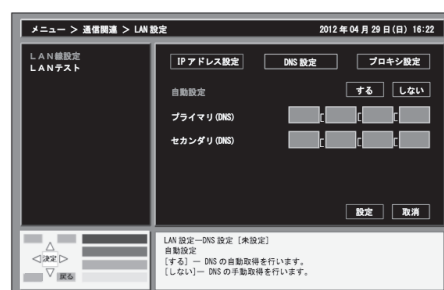 メニュー > 通信関連 > LAN設定 2012年04月29日(日) 16:22
LAN線設定
LANテスト
IPアドレス設定 DNS設定 プロキシ設定
自動設定 する しない
プライマリ(DNS)
セカンダリ(DNS)
設定 取消
決定
戻る
LAN設定ーDNS設定 [未設定]
自動設定
[する] ー DNSの自動取得を行います。
[しない]ー DNSの手動取得を行います。